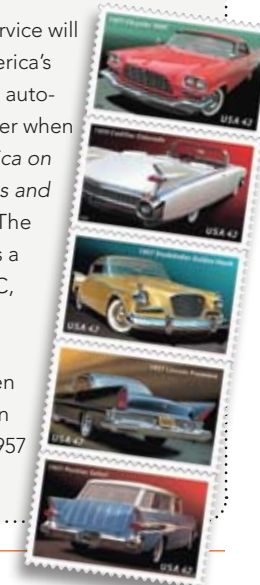 rvice will
erica's
auto-
er when
ica on
s and
The
s a
C,
en
n
957
1957 Chrysler 300C
USA 42
1959 Cadillac Eldorado
USA 42
1957 Studebaker Golden Hawk
USA 42
1957 Lincoln Premiere
USA 42
1957 Pontiac Safari
USA 42